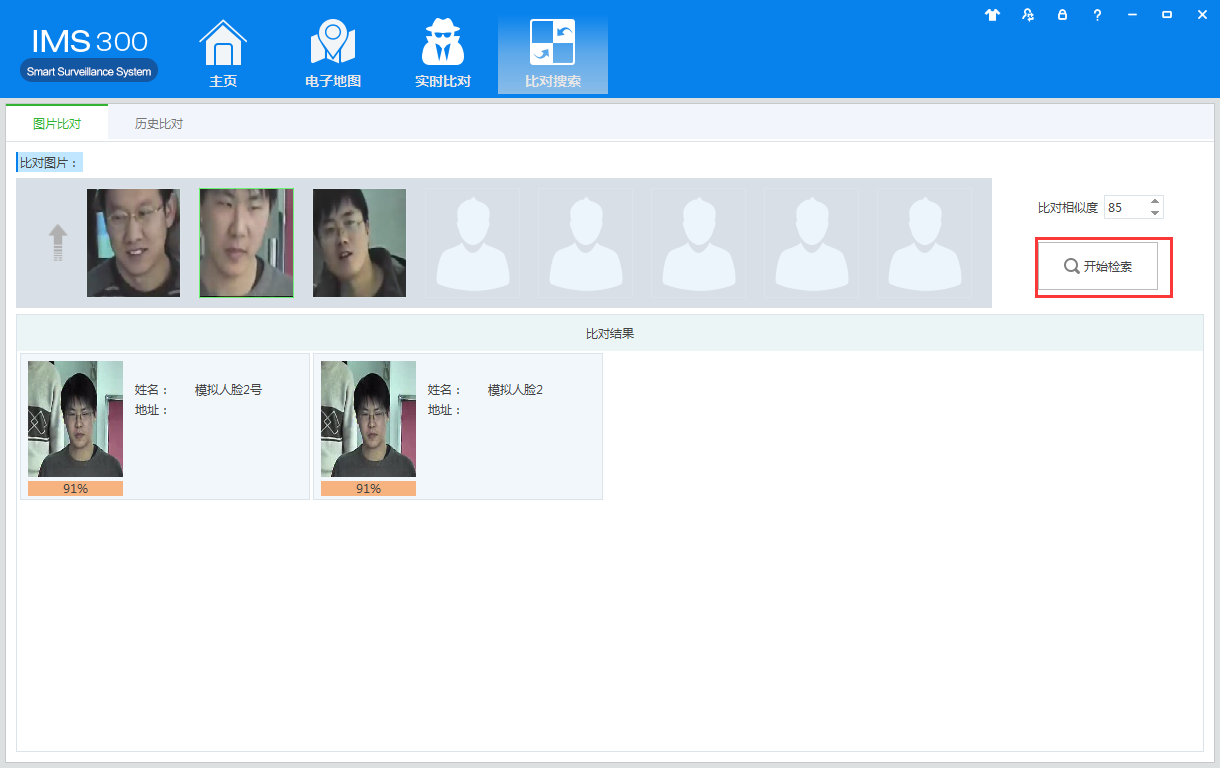 IMS 300
Smart Surveillance System
主页
电子地图
实时比对
比对搜索
图片比对
历史比对
比对图片：
比对相似度 85
开始检索
比对结果
姓名： 模拟人脸2号
地址：
91%
姓名： 模拟人脸2
地址：
91%